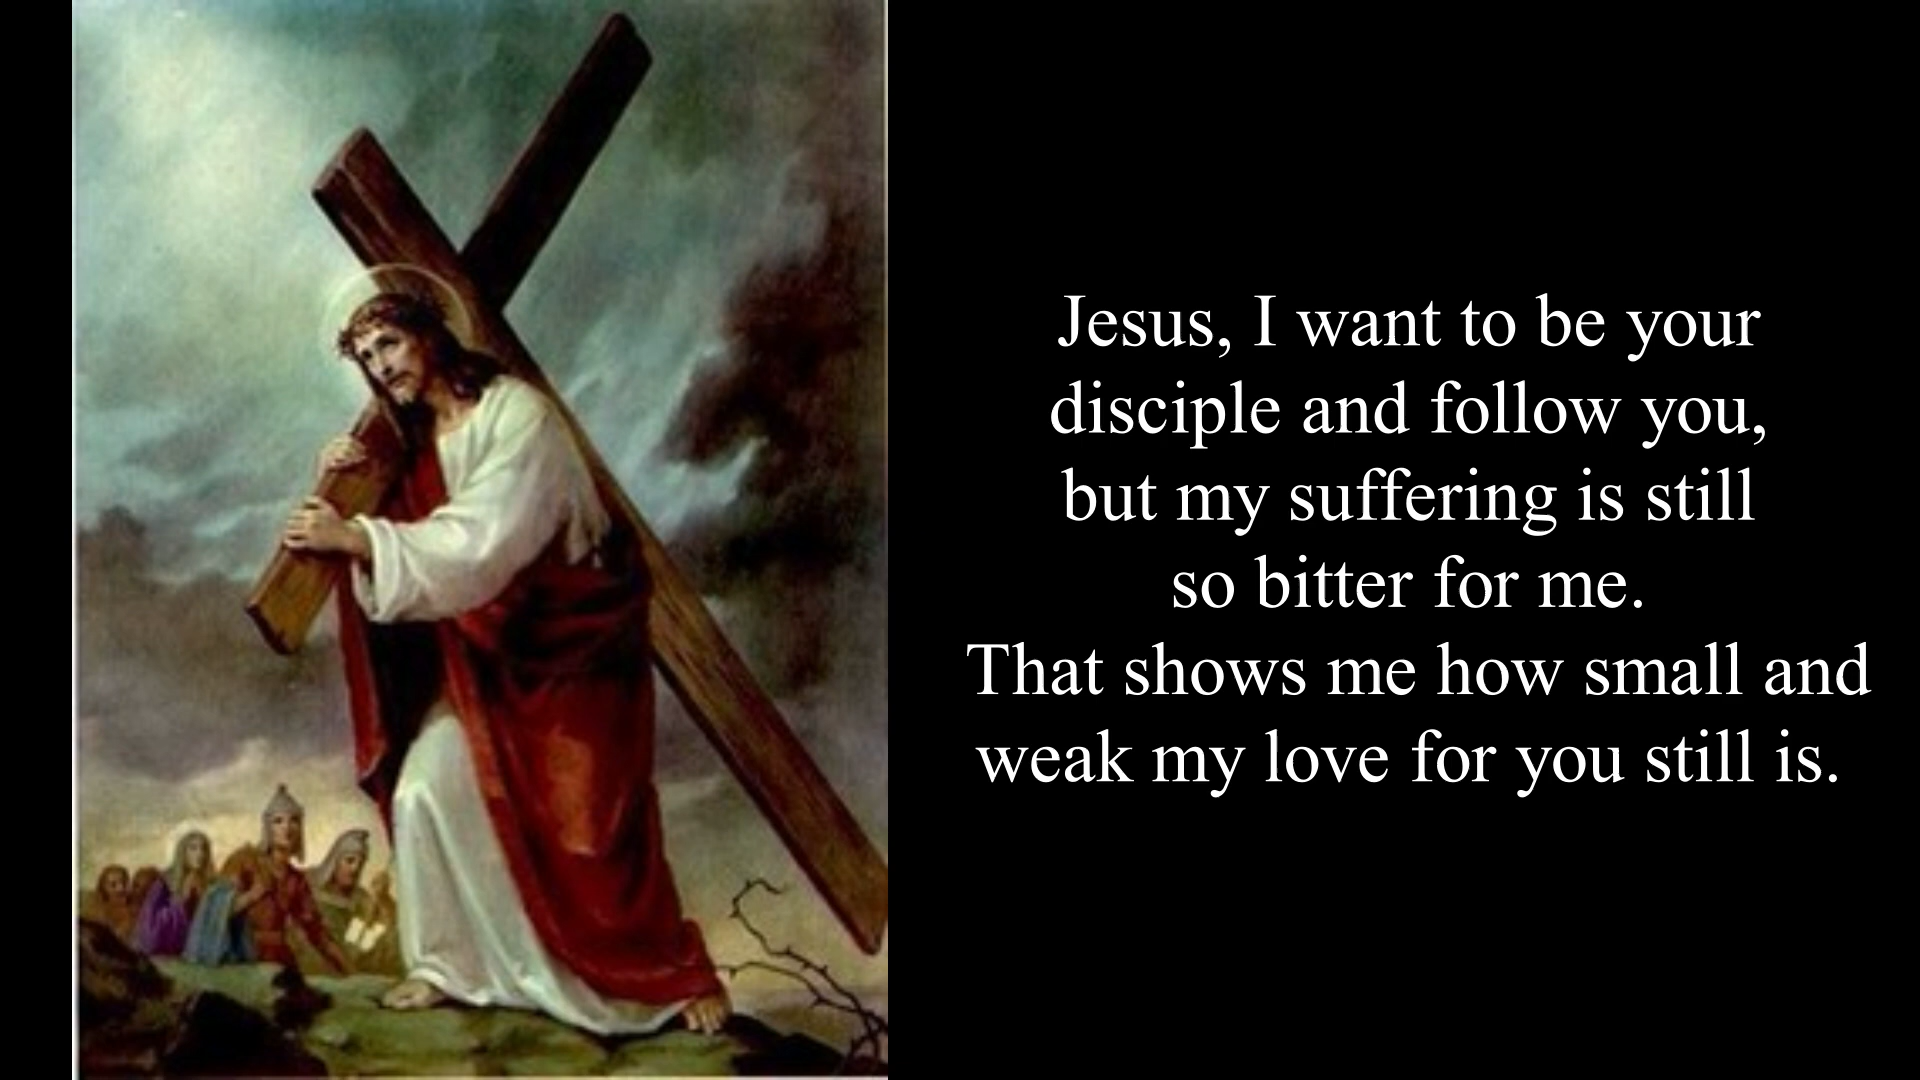 Jesus, I want to be your
disciple and follow you,
but my suffering is still
so bitter for me.
That shows me how small and
weak my love for you still is.